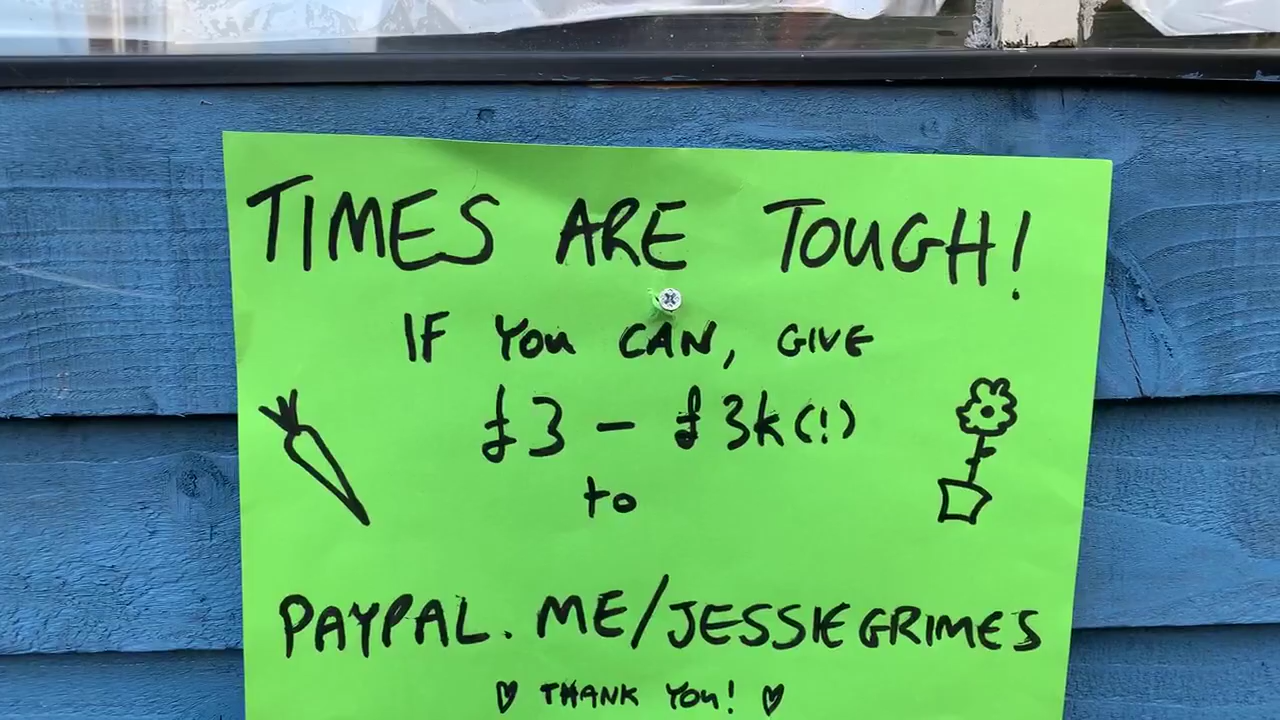 TIMES ARE TOUGH!
IF YOU CAN, GIVE
£3 - £3k(!)
to
PAYPAL.ME/JESSIEGRIMES
♡ THANK YOU! ♡